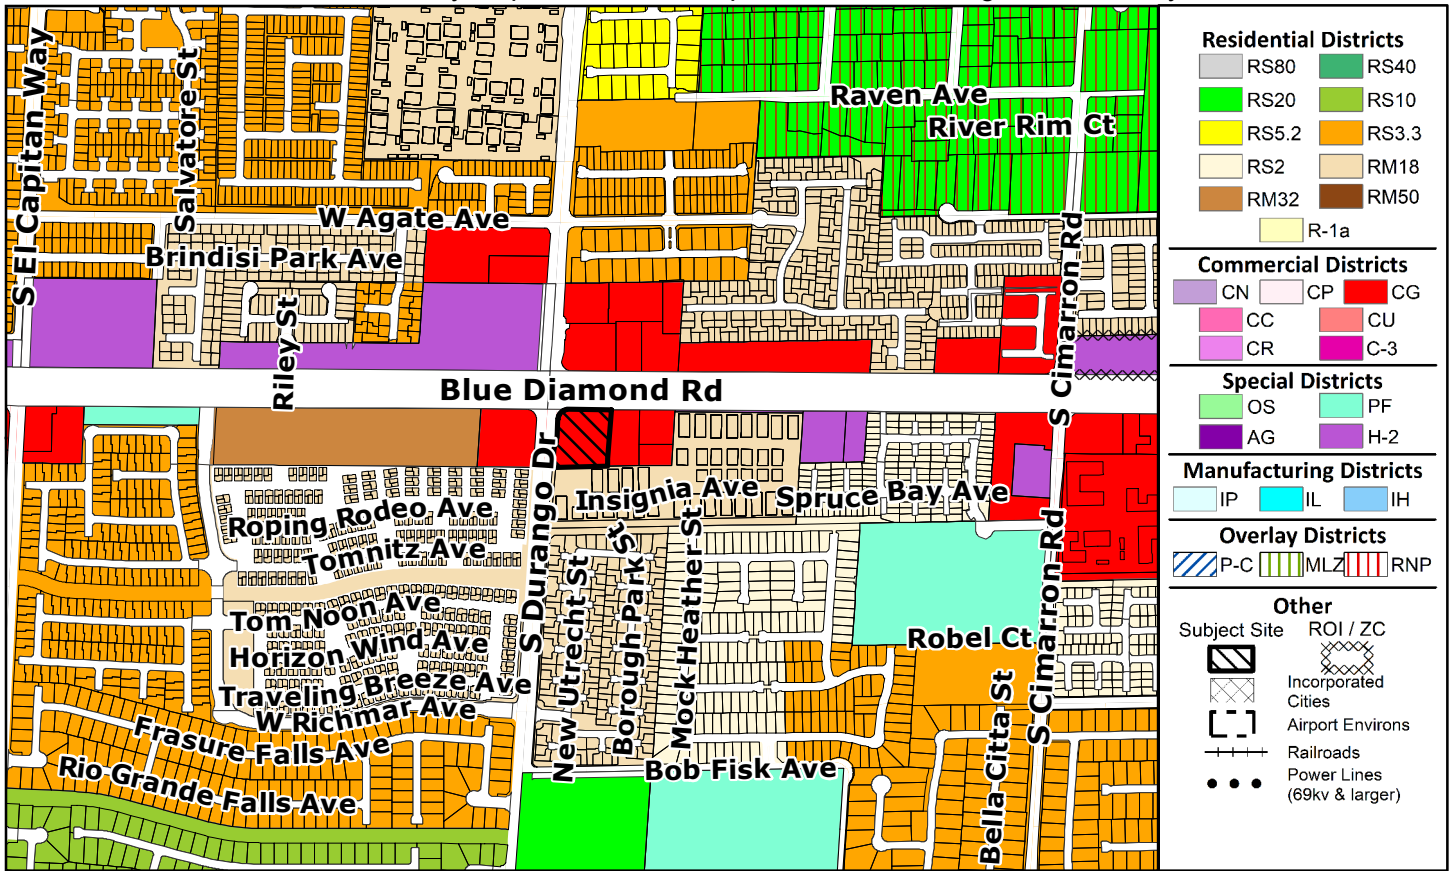 Raven Ave
River Rim Ct
S El Capitan Way
Salvatore St
W Agate Ave
Brindisi Park Ave
Riley St
S Cimarron Rd
Blue Diamond Rd
S Durango Dr
Insignia Ave
Spruce Bay Ave
Roping Rodeo Ave
Tomnitz Ave
Tom Noon Ave
Horizon Wind Ave
Traveling Breeze Ave
W Richmar Ave
Frasure Falls Ave
Rio Grande Falls Ave
New Utrecht St
Borough Park St
Mock Heather St
Robel Ct
S Cimarron Rd
Bella Citta St
Bob Fisk Ave
Residential Districts
RS80 RS40
RS20 RS10
RS5.2 RS3.3
RS2 RM18
RM32 RM50
R-1a
Commercial Districts
CN CP CG
CC CU
CR C-3
Special Districts
OS PF
AG H-2
Manufacturing Districts
IP IL IH
Overlay Districts
P-C MLZ RNP
Other
Subject Site ROI / ZC
Incorporated
Cities
Airport Environs
Railroads
Power Lines
(69kv & larger)